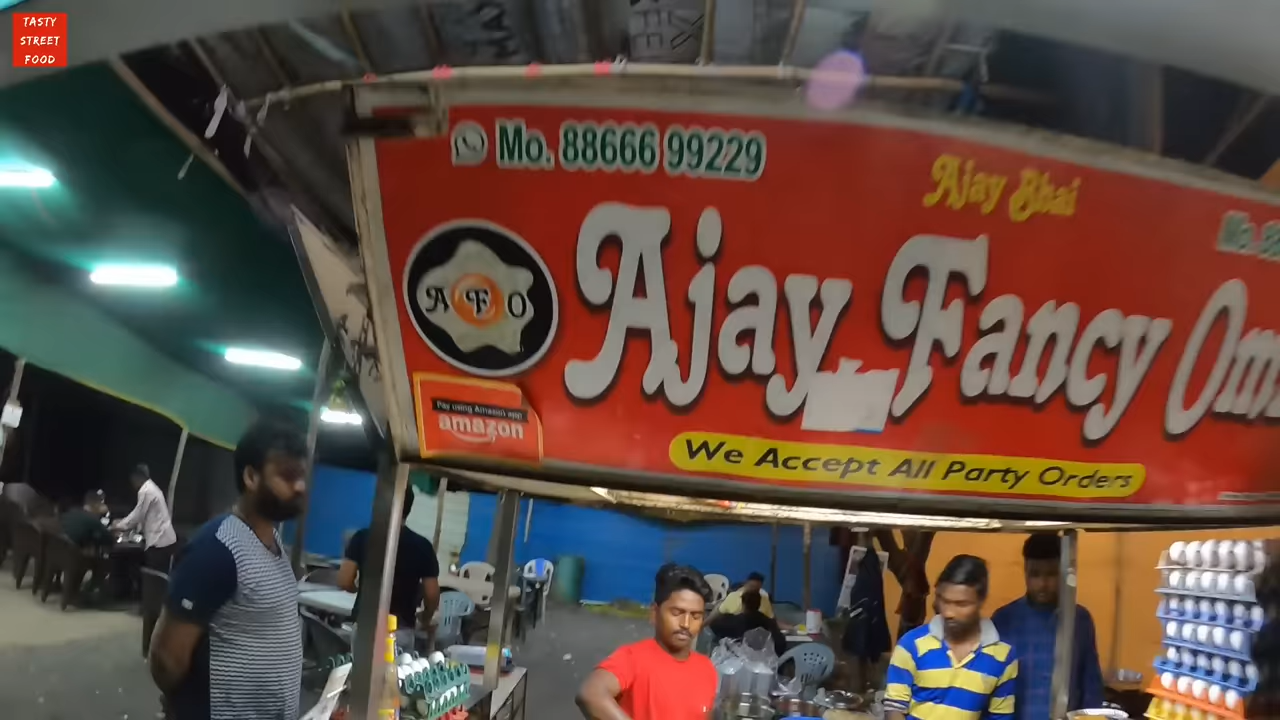 TASTY
STREET
FOOD
Mo. 88666 99229
Ajay Bhai
Mo.
Ajay Fancy Om
AFO
Pay using Amazon app
amazon
We Accept All Party Orders